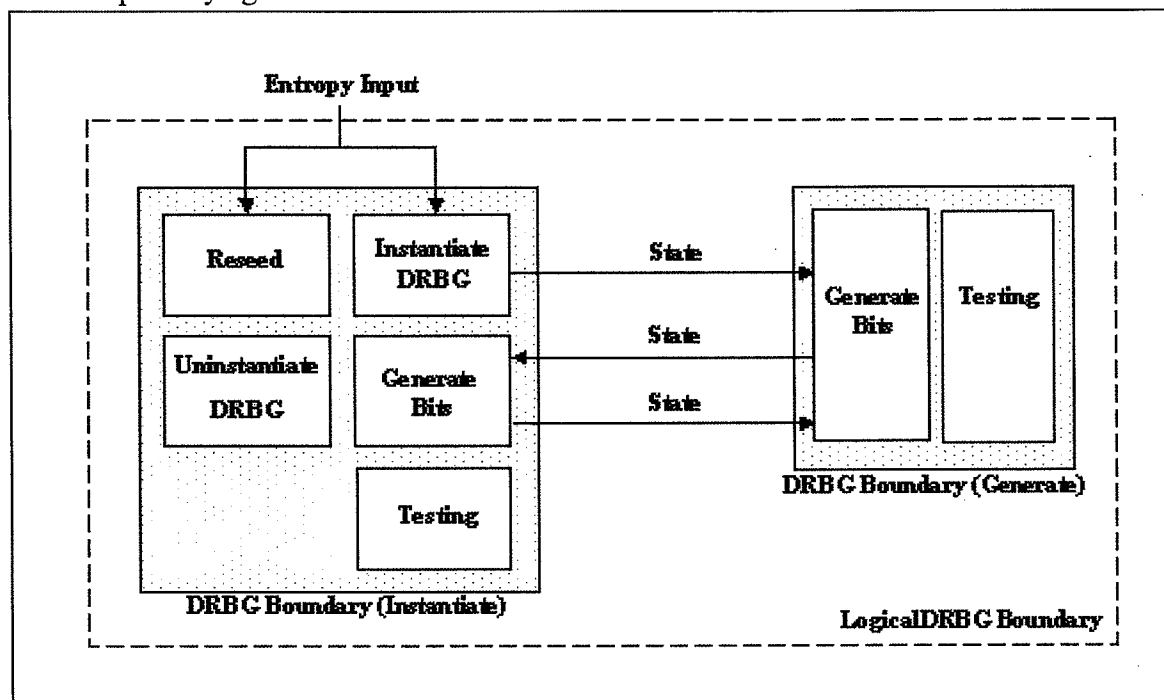 Entropy Input
Reseed
Instantiate
DRBG
State
Generate
Bits
Testing
Uninstantiate
DRBG
Generate
Bits
State
State
Testing
DRBG Boundary (Generate)
DRBG Boundary (Instantiate)
LogicalDRBG Boundary